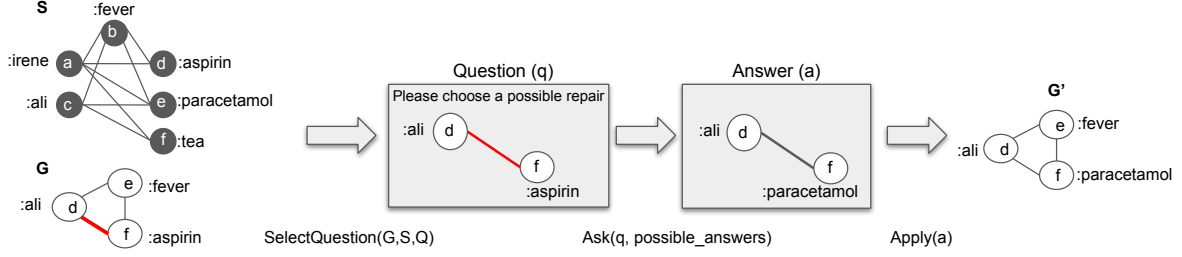 S
:fever
b
:irene a
d :aspirin
:ali c
e :paracetamol
f :tea
G
e :fever
:ali d
f :aspirin
SelectQuestion(G,S,Q)
Question (q)
Please choose a possible repair
:ali d
f
:aspirin
Ask(q, possible_answers)
Answer (a)
:ali d
f
:paracetamol
Apply(a)
G'
e :fever
:ali d
f :paracetamol